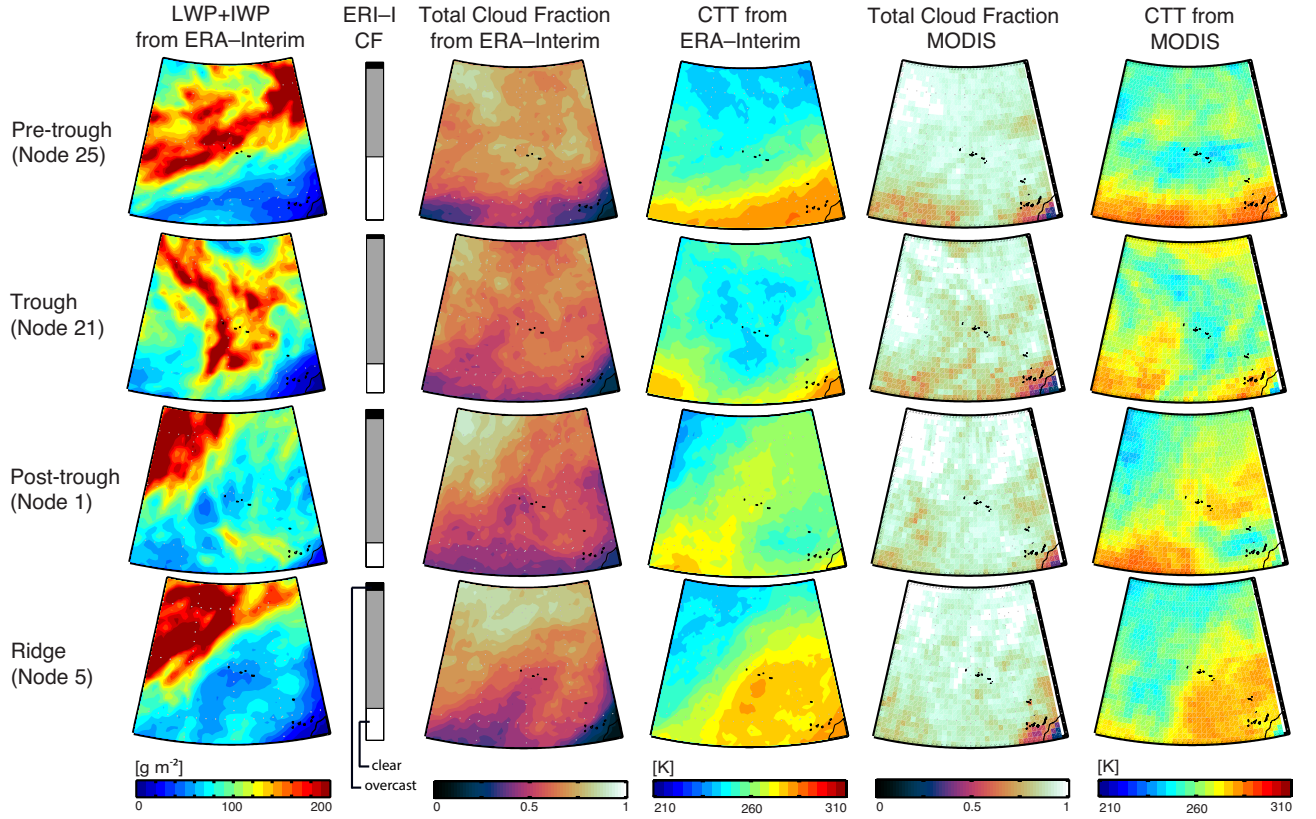 LWP+IWP
from ERA–Interim
ERI–I
CF
Total Cloud Fraction
from ERA–Interim
CTT from
ERA–Interim
Total Cloud Fraction
MODIS
CTT from
MODIS
Pre-trough
(Node 25)
Trough
(Node 21)
Post-trough
(Node 1)
Ridge
(Node 5)
clear
overcast
[g m⁻²]
0 100 200
0 0.5 1
[K]
210 260 310
0 0.5 1
[K]
210 260 310